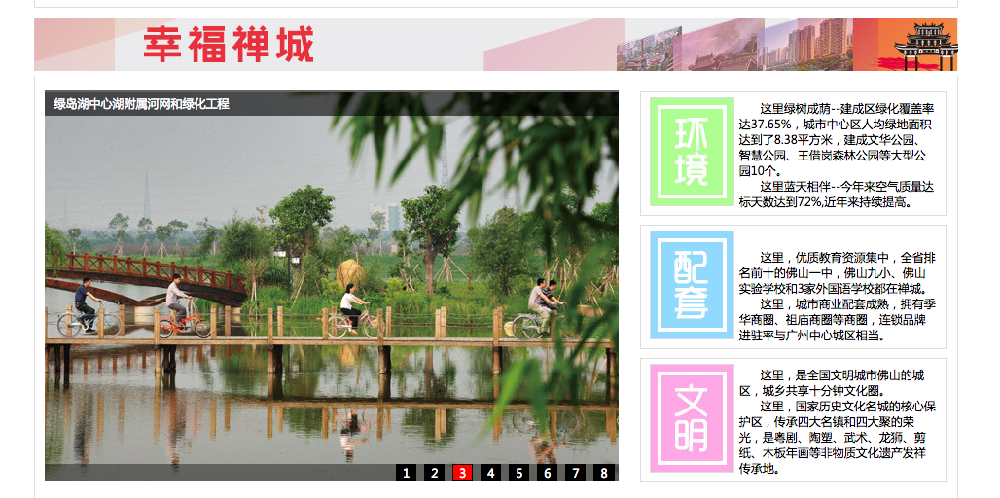 幸福禅城
绿岛湖中心湖附属河网和绿化工程
1 2 3 4 5 6 7 8
环境
这里绿树成荫--建成区绿化覆盖率
达37.65%，城市中心区人均绿地面积
达到了8.38平方米，建成文华公园、
智慧公园、王借岗森林公园等大型公
园10个。
这里蓝天相伴--今年来空气质量达
标天数达到72%,近年来持续提高。
配套
这里，优质教育资源集中，全省排
名前十的佛山一中，佛山九小、佛山
实验学校和3家外国语学校都在禅城。
这里，城市商业配套成熟，拥有季
华商圈、祖庙商圈等商圈，连锁品牌
进驻率与广州中心城区相当。
文明
这里，是全国文明城市佛山的城
区，城乡共享十分钟文化圈。
这里，国家历史文化名城的核心保
护区，传承四大名镇和四大聚的荣
光，是粤剧、陶塑、武术、龙狮、剪
纸、木板年画等非物质文化遗产发祥
传承地。